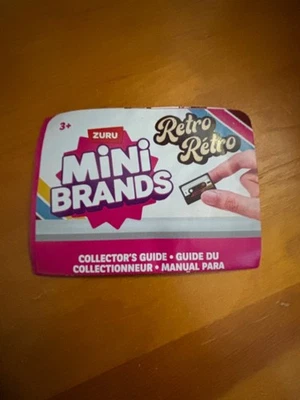 3+
ZURU
MiNi
BRANDS
Retro
Rétro
COLLECTOR'S GUIDE • GUIDE DU
COLLECTIONNEUR • MANUAL PARA